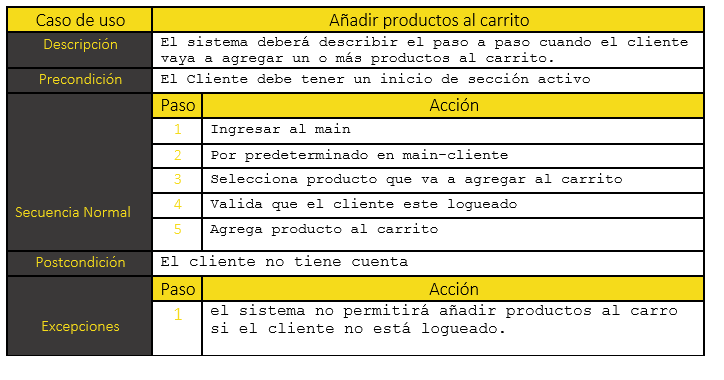 Caso de uso Añadir productos al carrito
Descripción El sistema deberá describir el paso a paso cuando el cliente
vaya a agregar un o más productos al carrito.
Precondición El Cliente debe tener un inicio de sección activo
Secuencia Normal
Paso Acción
1 Ingresar al main
2 Por predeterminado en main-cliente
3 Selecciona producto que va a agregar al carrito
4 Valida que el cliente este logueado
5 Agrega producto al carrito
Postcondición El cliente no tiene cuenta
Excepciones
Paso Acción
1 el sistema no permitirá añadir productos al carro
si el cliente no está logueado.